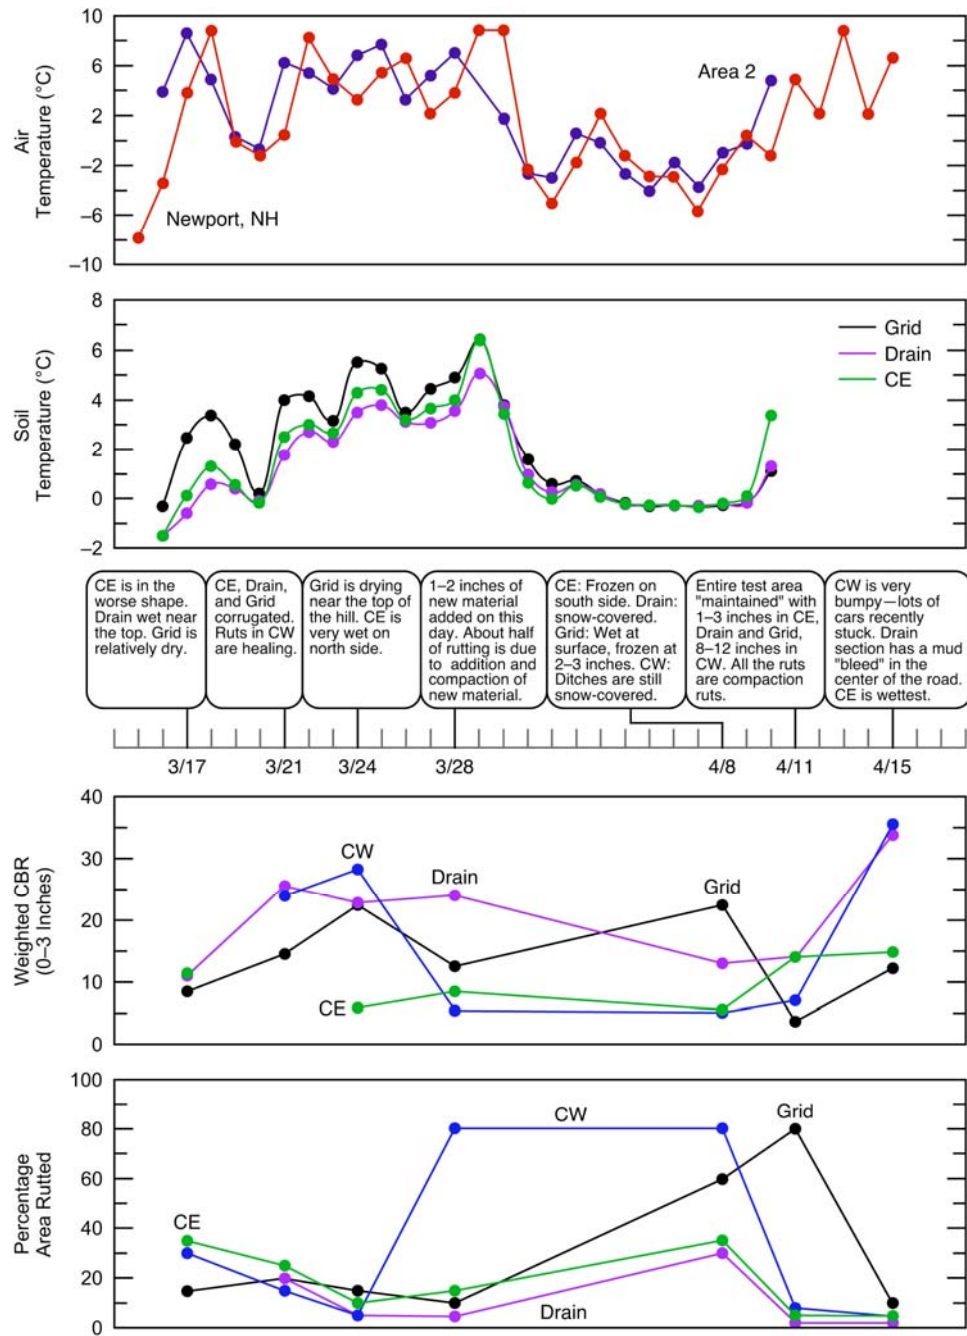 10
6
2
−2
−6
−10
Air
Temperature (°C)
Area 2
Newport, NH
8
6
4
2
0
−2
Soil
Temperature (°C)
Grid
Drain
CE
CE is in the
worse shape.
Drain wet near
the top. Grid is
relatively dry.
CE, Drain,
and Grid
corrugated.
Ruts in CW
are healing.
Grid is drying
near the top of
the hill. CE is
very wet on
north side.
1–2 inches of
new material
added on this
day. About half
of rutting is due
to addition and
compaction of
new material.
CE: Frozen on
south side. Drain:
snow-covered.
Grid: Wet at
surface, frozen at
2–3 inches. CW:
Ditches are still
snow-covered.
Entire test area
"maintained" with
1–3 inches in CE,
Drain and Grid,
8–12 inches in
CW. All the ruts
are compaction
ruts.
CW is very
bumpy—lots of
cars recently
stuck. Drain
section has a mud
"bleed" in the
center of the road.
CE is wettest.
3/17
3/21
3/24
3/28
4/8
4/11
4/15
40
30
20
10
0
Weighted CBR
(0–3 Inches)
CW
Drain
Grid
CE
100
80
60
40
20
0
Percentage
Area Rutted
CW
Grid
CE
Drain